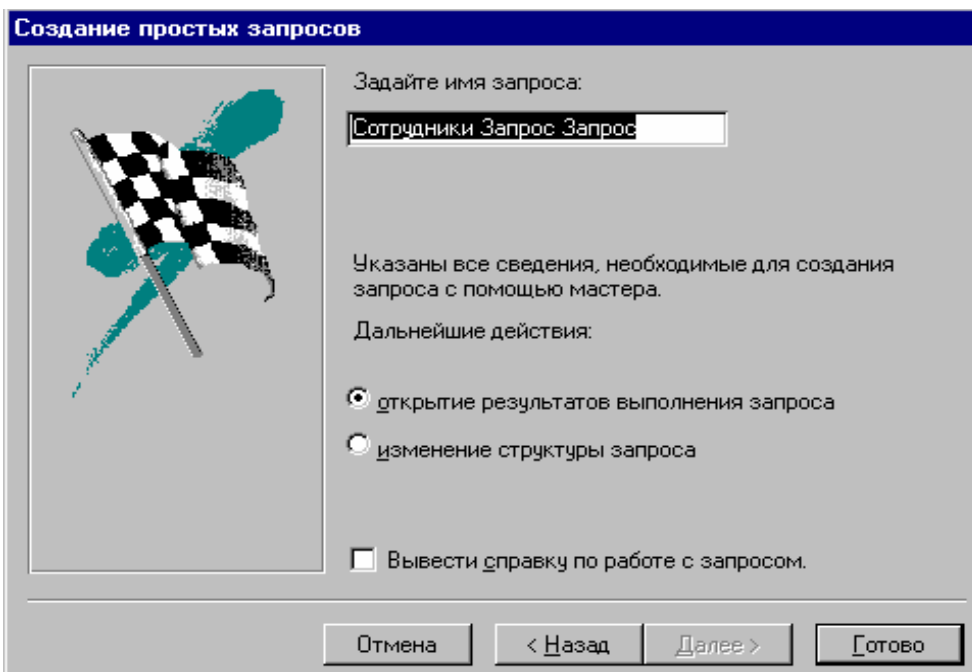 Создание простых запросов
Задайте имя запроса:
Сотрудники Запрос Запрос
Указаны все сведения, необходимые для создания
запроса с помощью мастера.
Дальнейшие действия:
открытие результатов выполнения запроса
изменение структуры запроса
Вывести справку по работе с запросом.
Отмена
< Назад
Далее >
Готово